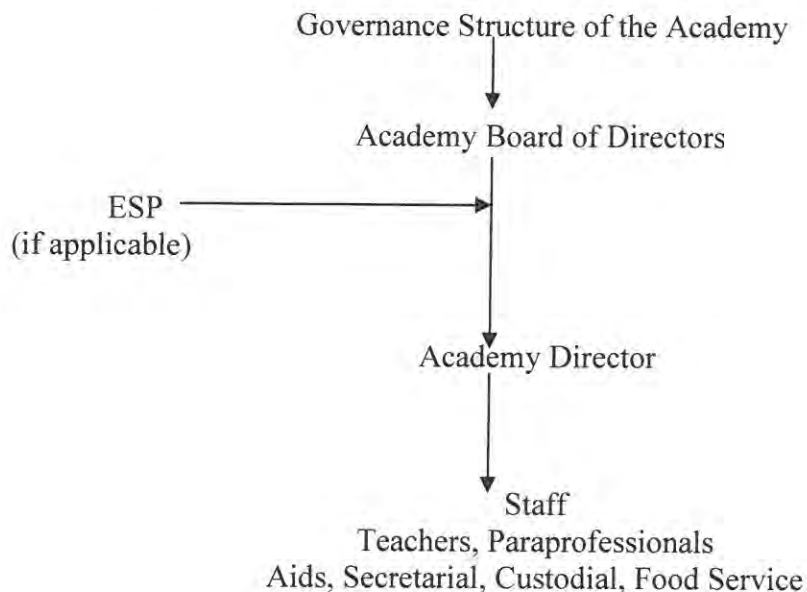 Governance Structure of the Academy
Academy Board of Directors
ESP
(if applicable)
Academy Director
Staff
Teachers, Paraprofessionals
Aids, Secretarial, Custodial, Food Service